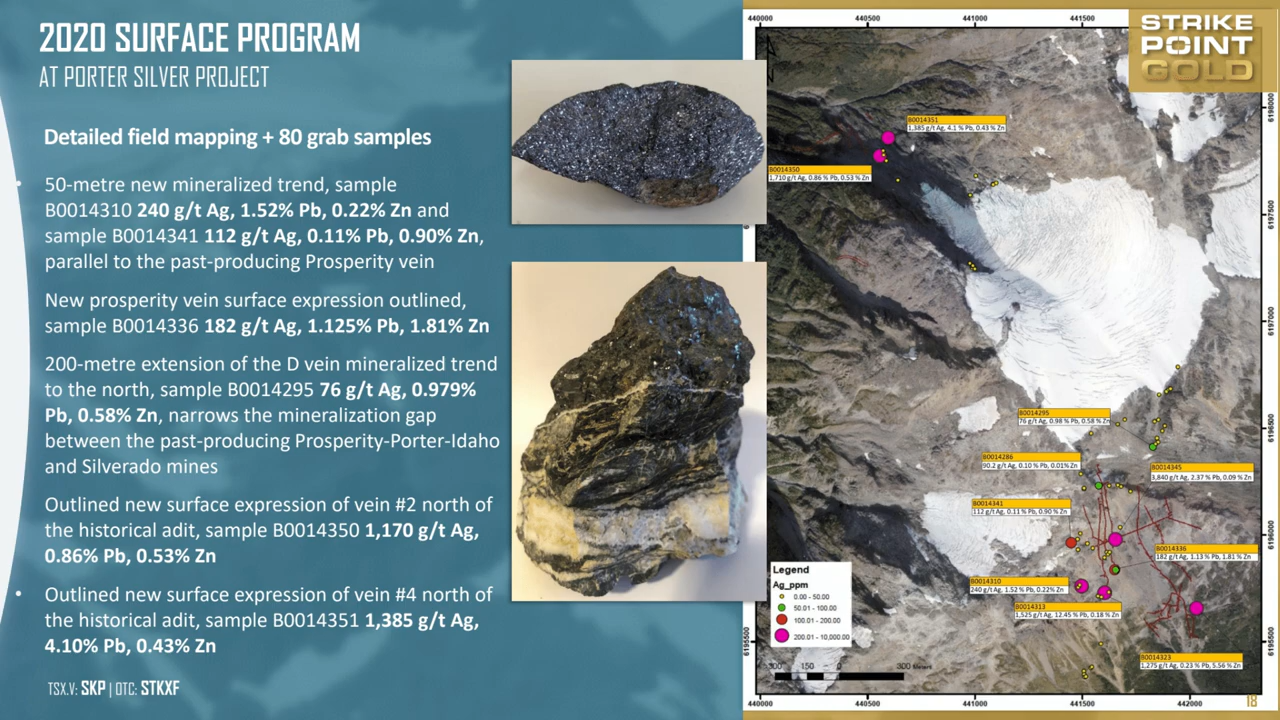 2020 SURFACE PROGRAM
AT PORTER SILVER PROJECT
Detailed field mapping + 80 grab samples
• 50-metre new mineralized trend, sample
B0014310 240 g/t Ag, 1.52% Pb, 0.22% Zn and
sample B0014341 112 g/t Ag, 0.11% Pb, 0.90% Zn,
parallel to the past-producing Prosperity vein
New prosperity vein surface expression outlined,
sample B0014336 182 g/t Ag, 1.125% Pb, 1.81% Zn
200-metre extension of the D vein mineralized trend
to the north, sample B0014295 76 g/t Ag, 0.979%
Pb, 0.58% Zn, narrows the mineralization gap
between the past-producing Prosperity-Porter-Idaho
and Silverado mines
Outlined new surface expression of vein #2 north of
the historical adit, sample B0014350 1,170 g/t Ag,
0.86% Pb, 0.53% Zn
• Outlined new surface expression of vein #4 north of
the historical adit, sample B0014351 1,385 g/t Ag,
4.10% Pb, 0.43% Zn
TSX.V: SKP | OTC: STKXF
STRIKE
POINT
GOLD
440000 440500 441000 441500
6198000
6197500
6197000
6196500
6196000
6195500
6195500
B0014351
1,385 g/t Ag, 4.1 % Pb, 0.43 % Zn
B0014350
1,710 g/t Ag, 0.86 % Pb, 0.53 % Zn
B0014295
76 g/t Ag, 0.98 % Pb, 0.58 % Zn
B0014286
90.2 g/t Ag, 0.10 % Pb, 0.01% Zn
B0014345
3,840 g/t Ag, 2.37 % Pb, 0.09 % Zn
B0014341
112 g/t Ag, 0.11 % Pb, 0.90 % Zn
B0014336
182 g/t Ag, 1.13 % Pb, 1.81 % Zn
B0014310
240 g/t Ag, 1.52 % Pb, 0.22% Zn
B0014313
1,525 g/t Ag, 12.45 % Pb, 0.18 % Zn
B0014323
1,275 g/t Ag, 0.23 % Pb, 5.56 % Zn
Legend
Ag_ppm
0.00 - 50.00
50.01 - 100.00
100.01 - 200.00
200.01 - 10,000.00
300 150 0 300 Meters
440000 440500 441000 441500 442000
18